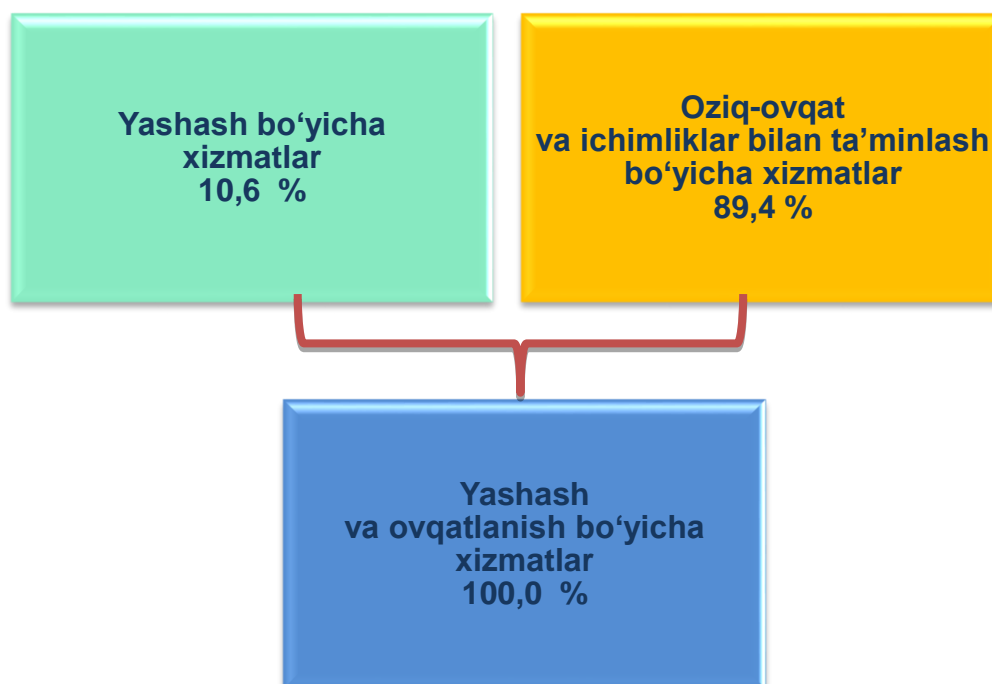 Yashash bo‘yicha
xizmatlar
10,6 %
Oziq-ovqat
va ichimliklar bilan ta’minlash
bo‘yicha xizmatlar
89,4 %
Yashash
va ovqatlanish bo‘yicha
xizmatlar
100,0 %